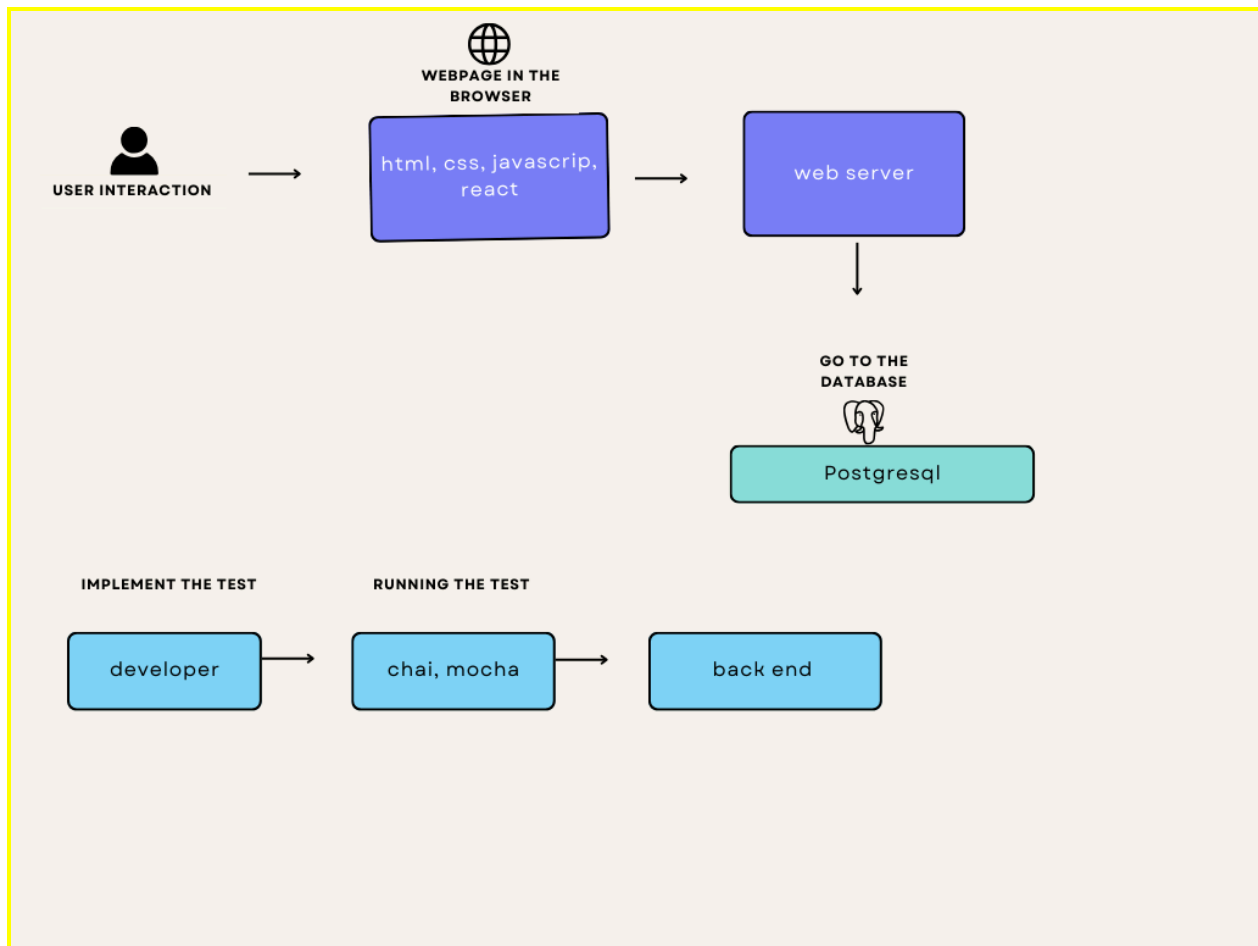 WEBPAGE IN THE
BROWSER
USER INTERACTION
html, css, javascrip,
react
web server
GO TO THE
DATABASE
Postgresql
IMPLEMENT THE TEST
RUNNING THE TEST
developer
chai, mocha
back end